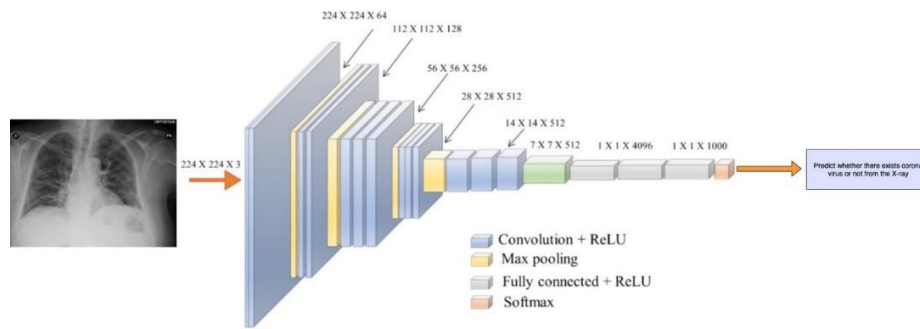 224 X 224 X 64
112 X 112 X 128
56 X 56 X 256
28 X 28 X 512
14 X 14 X 512
7 X 7 X 512
1 X 1 X 4096
1 X 1 X 1000
224 X 224 X 3
Predict whether there exists corona
virus or not from the X-ray
Convolution + ReLU
Max pooling
Fully connected + ReLU
Softmax